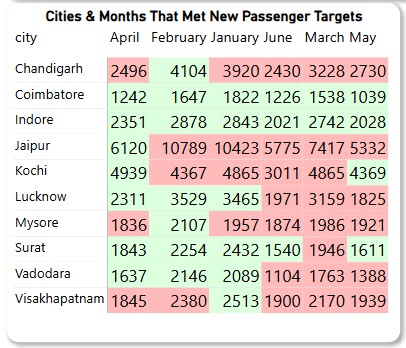 Cities & Months That Met New Passenger Targets
city April February January June March May
Chandigarh 2496 4104 3920 2430 3228 2730
Coimbatore 1242 1647 1822 1226 1538 1039
Indore 2351 2878 2843 2021 2742 2028
Jaipur 6120 10789 10423 5775 7417 5332
Kochi 4939 4367 4865 3011 4865 4369
Lucknow 2311 3529 3465 1971 3159 1825
Mysore 1836 2107 1957 1874 1986 1921
Surat 1843 2254 2432 1540 1946 1611
Vadodara 1637 2146 2089 1104 1763 1388
Visakhapatnam 1845 2380 2513 1900 2170 1939